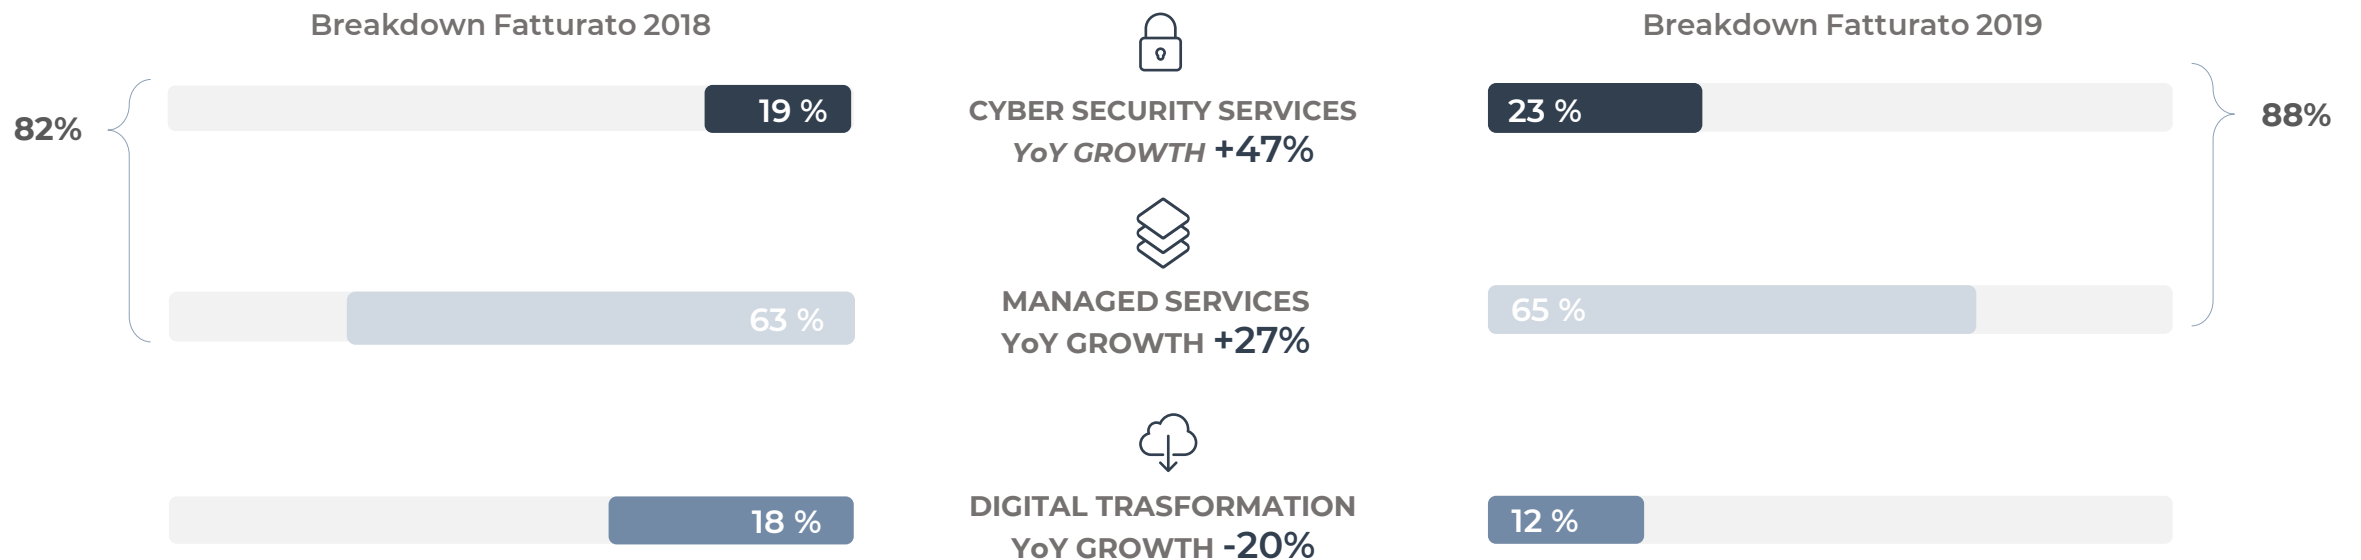 Breakdown Fatturato 2018
82%
19 %
63 %
18 %
CYBER SECURITY SERVICES
YoY GROWTH +47%
MANAGED SERVICES
YoY GROWTH +27%
DIGITAL TRASFORMATION
YoY GROWTH -20%
Breakdown Fatturato 2019
23 %
65 %
12 %
88%